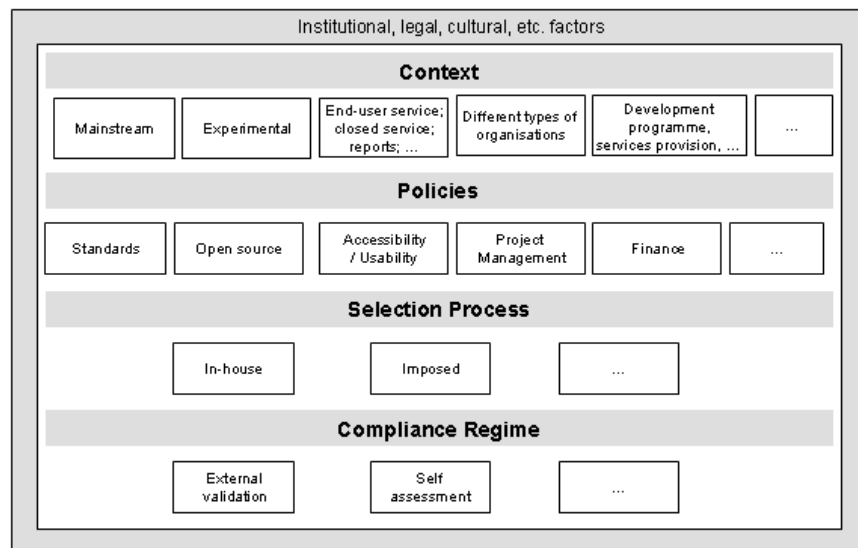 Institutional, legal, cultural, etc. factors
Context
Mainstream
Experimental
End-user service;
closed service;
reports; ...
Different types of
organisations
Development
programme,
services provision, ...
...
Policies
Standards
Open source
Accessibility
/ Usability
Project
Management
Finance
...
Selection Process
In-house
Imposed
...
Compliance Regime
External
validation
Self
assessment
...